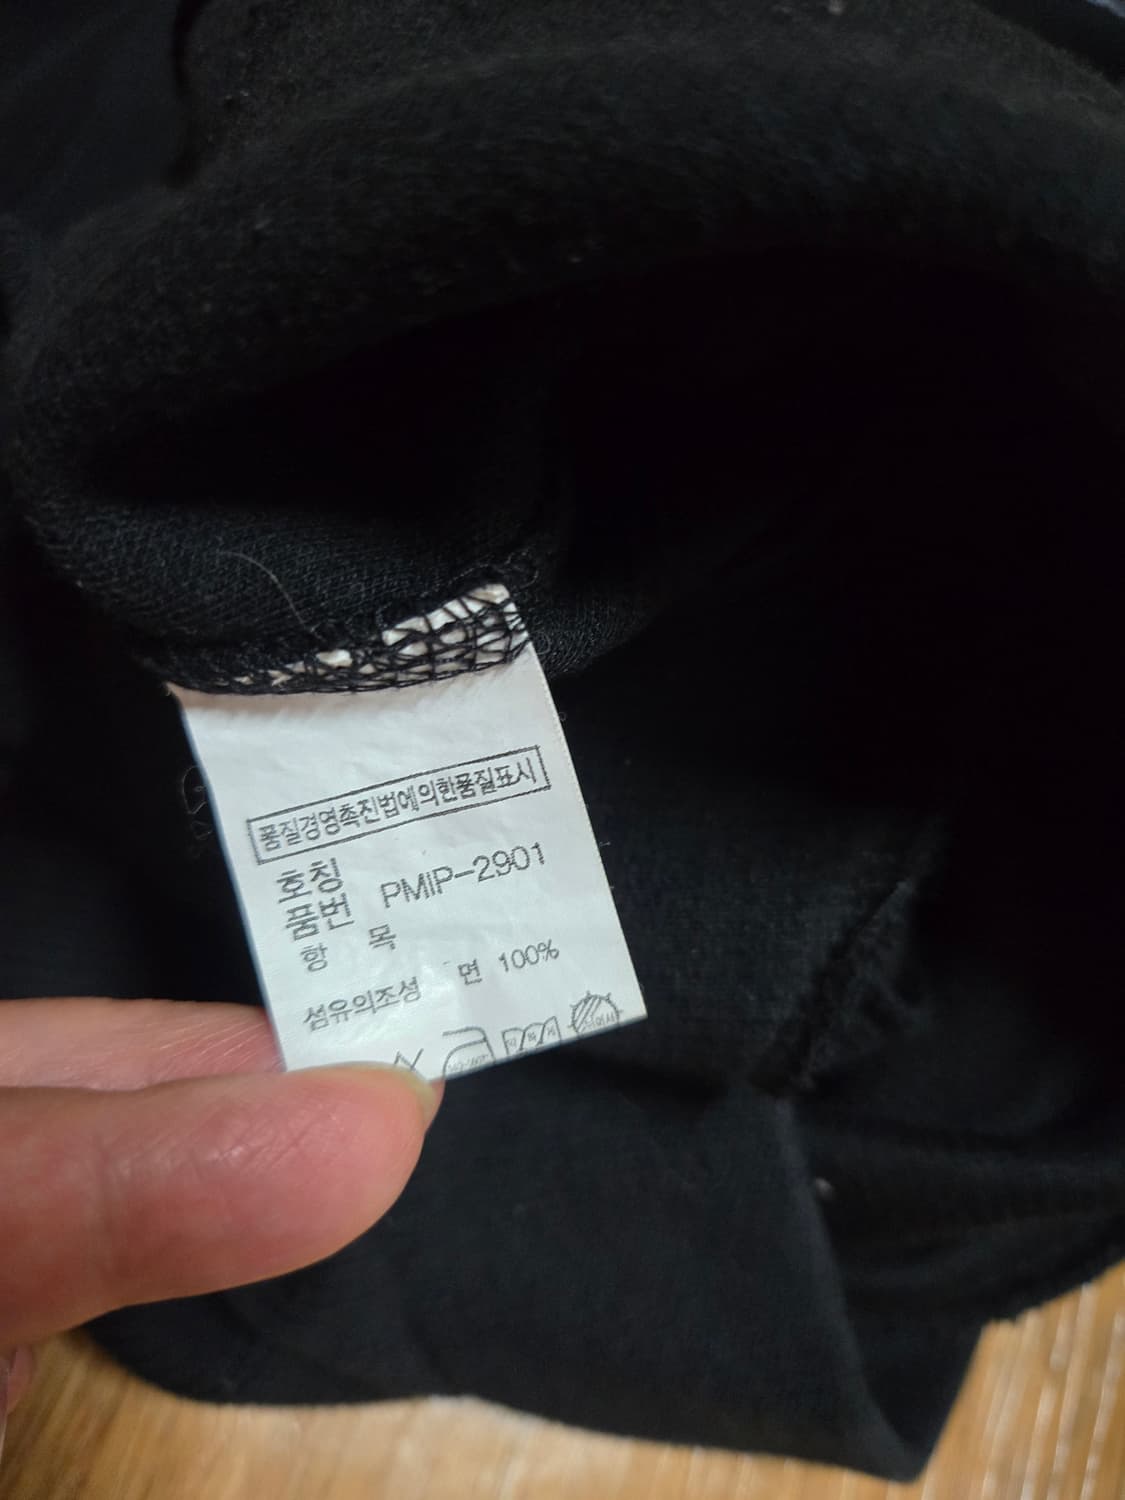 품질경영촉진법에의한품질표시
호칭
품번 PMIP-2901
항 목
섬유의조성 면 100%